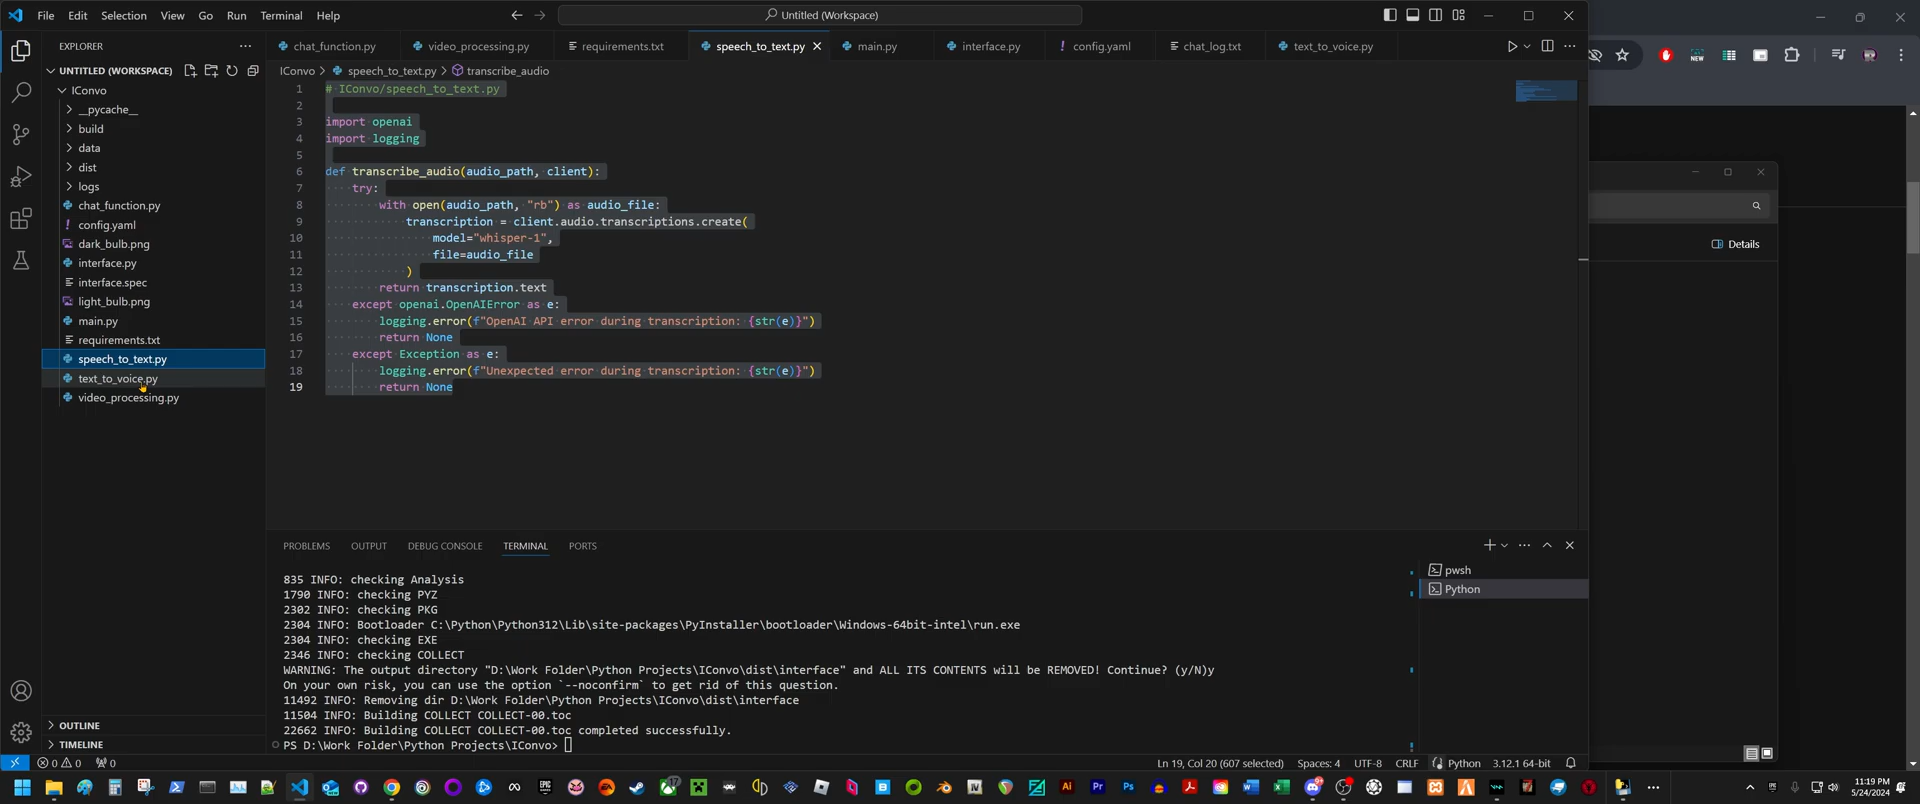 File Edit Selection View Go Run Terminal Help
Untitled (Workspace)
EXPLORER
UNTITLED (WORKSPACE)
IConvo
__pycache__
build
data
dist
logs
chat_function.py
config.yaml
dark_bulb.png
interface.py
interface.spec
light_bulb.png
main.py
requirements.txt
speech_to_text.py
text_to_voice.py
video_processing.py
OUTLINE
TIMELINE
chat_function.py video_processing.py requirements.txt speech_to_text.py main.py interface.py config.yaml chat_log.txt text_to_voice.py
IConvo > speech_to_text.py > transcribe_audio
1 # IConvo/speech_to_text.py
2
3 import openai
4 import logging
5
6 def transcribe_audio(audio_path, client):
7 try:
8 with open(audio_path, "rb") as audio_file:
9 transcription = client.audio.transcriptions.create(
10 model="whisper-1",
11 file=audio_file
12 )
13 return transcription.text
14 except openai.OpenAIError as e:
15 logging.error(f"OpenAI API error during transcription: {str(e)}")
16 return None
17 except Exception as e:
18 logging.error(f"Unexpected error during transcription: {str(e)}")
19 return None
PROBLEMS OUTPUT DEBUG CONSOLE TERMINAL PORTS
835 INFO: checking Analysis
1790 INFO: checking PYZ
2302 INFO: checking PKG
2304 INFO: Bootloader C:\Python\Python312\Lib\site-packages\PyInstaller\bootloader\Windows-64bit-intel\run.exe
2304 INFO: checking EXE
2346 INFO: checking COLLECT
WARNING: The output directory "D:\Work Folder\Python Projects\IConvo\dist\interface" and ALL ITS CONTENTS will be REMOVED! Continue? (y/N)y
On your own risk, you can use the option `--noconfirm` to get rid of this question.
11492 INFO: Removing dir D:\Work Folder\Python Projects\IConvo\dist\interface
11504 INFO: Building COLLECT COLLECT-00.toc
22662 INFO: Building COLLECT COLLECT-00.toc completed successfully.
PS D:\Work Folder\Python Projects\IConvo>
pwsh
Python
Details
0 0 0
Ln 19, Col 20 (607 selected) Spaces: 4 UTF-8 CRLF Python 3.12.1 64-bit
11:19 PM
5/24/2024